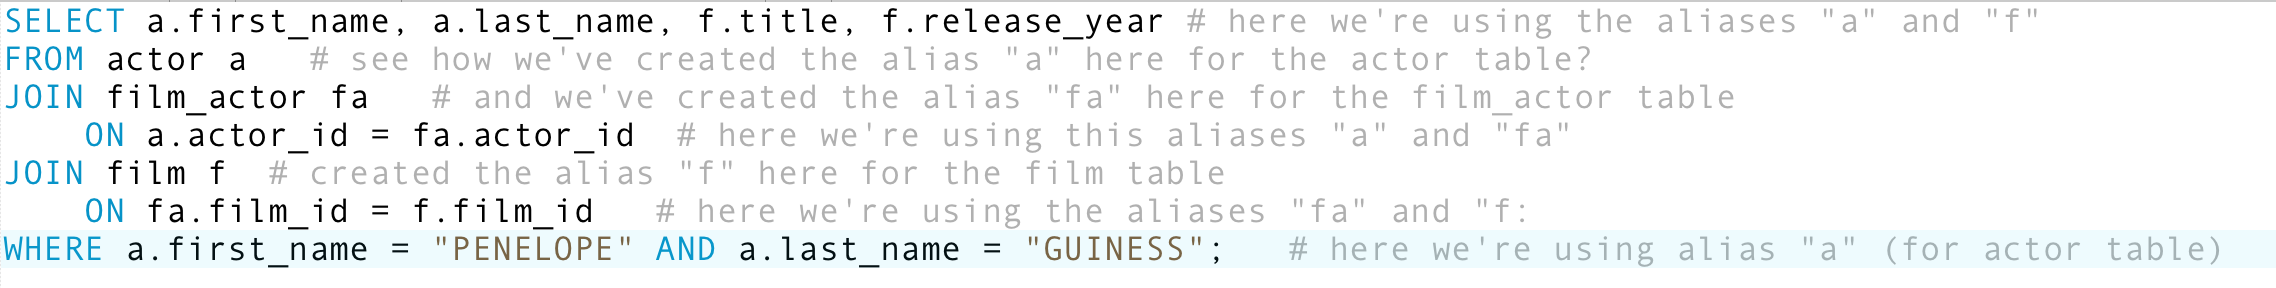 SELECT a.first_name, a.last_name, f.title, f.release_year # here we're using the aliases "a" and "f"
FROM actor a   # see how we've created the alias "a" here for the actor table?
JOIN film_actor fa   # and we've created the alias "fa" here for the film_actor table
    ON a.actor_id = fa.actor_id  # here we're using this aliases "a" and "fa"
JOIN film f  # created the alias "f" here for the film table
    ON fa.film_id = f.film_id   # here we're using the aliases "fa" and "f:
WHERE a.first_name = "PENELOPE" AND a.last_name = "GUINESS";   # here we're using alias "a" (for actor table)